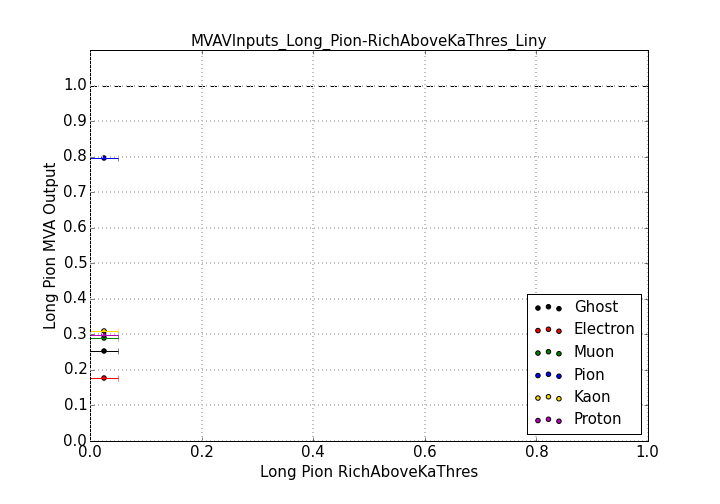 MVAVInputs_Long_Pion-RichAboveKaThres_Liny
Long Pion MVA Output
1.0
0.9
0.8
0.7
0.6
0.5
0.4
0.3
0.2
0.1
0.0
Ghost
Electron
Muon
Pion
Kaon
Proton
0.0 0.2 0.4 0.6 0.8 1.0
Long Pion RichAboveKaThres